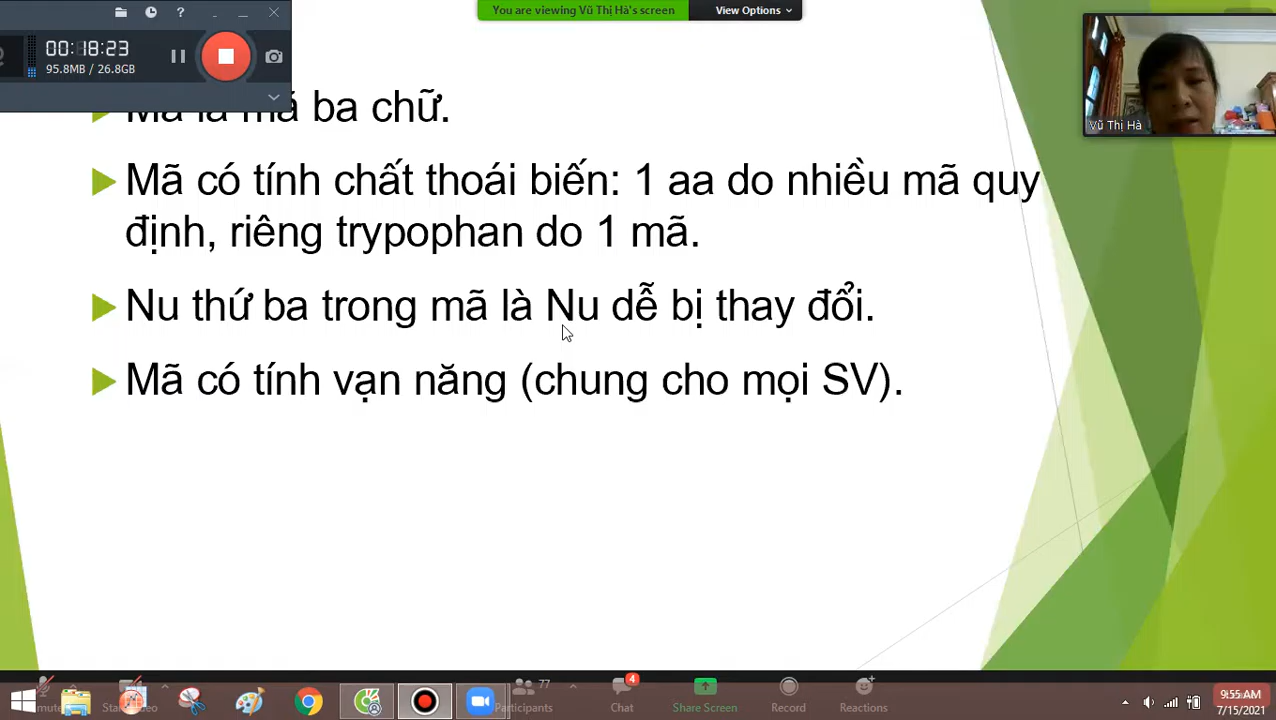 00:18:23
95.8MB / 26.8GB
You are viewing Vũ Thị Hà's screen
View Options
Vũ Thị Hà
ba chữ.
Mã có tính chất thoái biến: 1 aa do nhiều mã quy
định, riêng trypophan do 1 mã.
Nu thứ ba trong mã là Nu dễ bị thay đổi.
Mã có tính vạn năng (chung cho mọi SV).
77
4
Participants
Chat
Share Screen
Record
Reactions
9:55 AM
7/15/2021